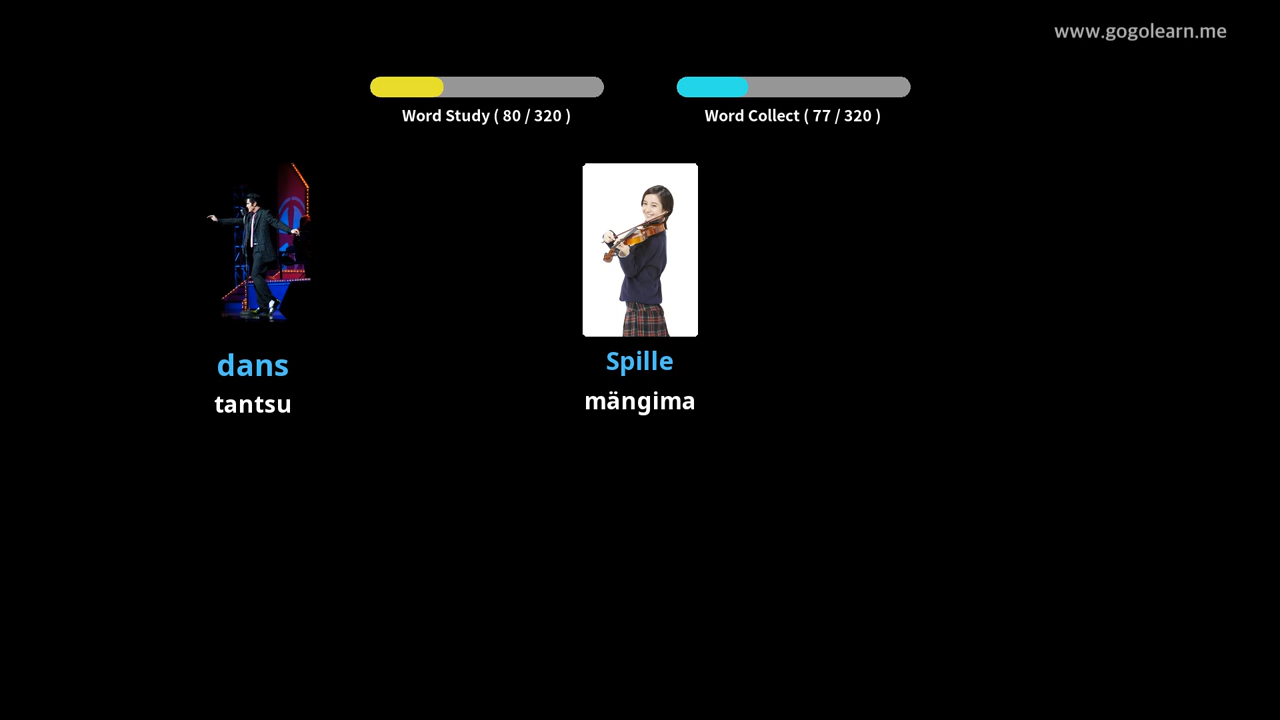 www.gogolearn.me
Word Study ( 80 / 320 )
Word Collect ( 77 / 320 )
dans
tantsu
Spille
mängima